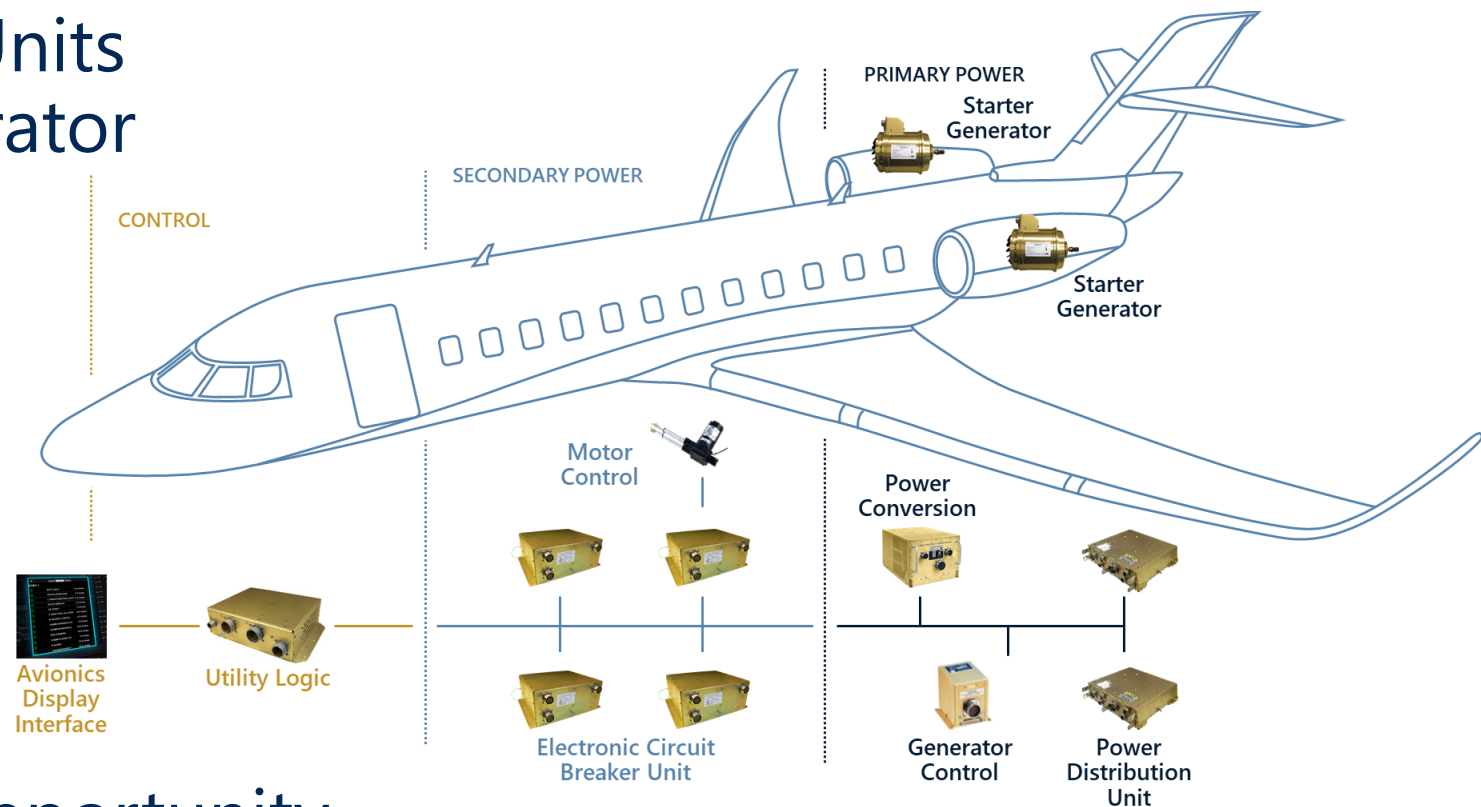 Units
rator
PRIMARY POWER
Starter
Generator
SECONDARY POWER
CONTROL
Starter
Generator
Motor
Control
Power
Conversion
Avionics
Display
Interface
Utility Logic
Electronic Circuit
Breaker Unit
Generator
Control
Power
Distribution
Unit